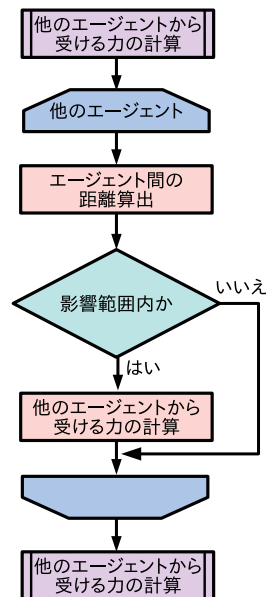 他のエージェントから
受ける力の計算
他のエージェント
エージェント間の
距離算出
影響範囲内か
いいえ
はい
他のエージェントから
受ける力の計算
他のエージェントから
受ける力の計算